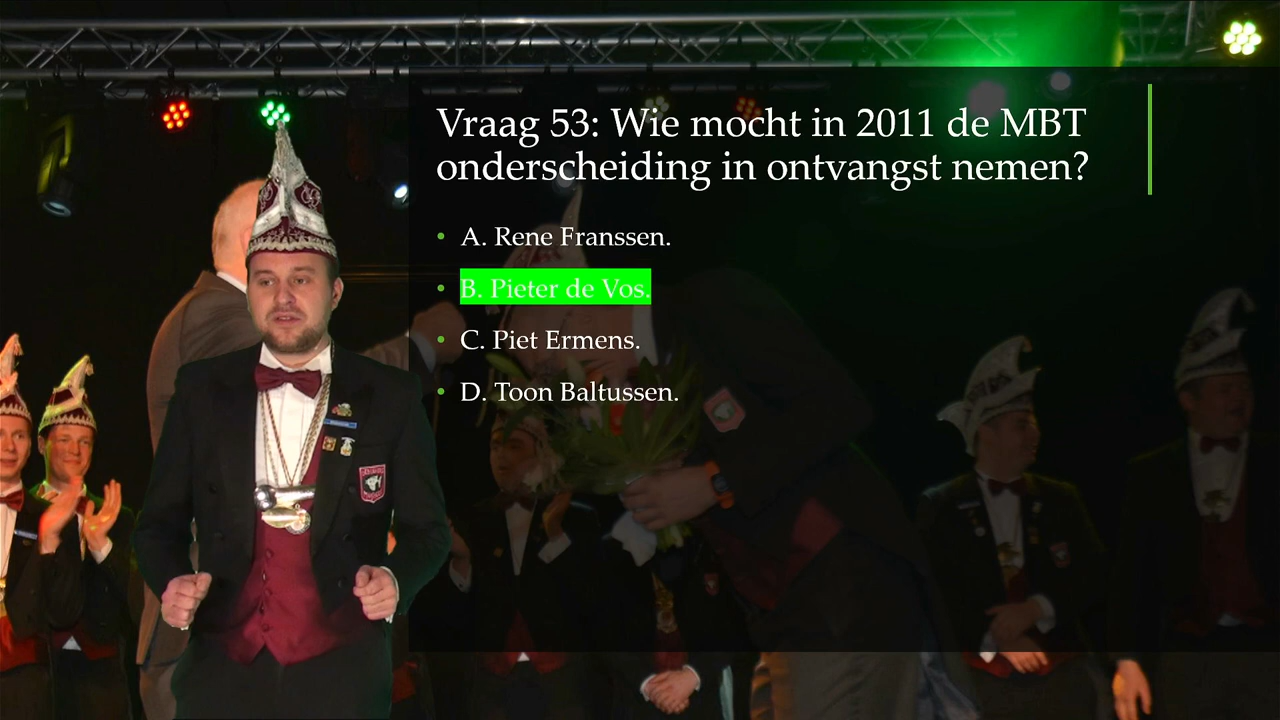 Vraag 53: Wie mocht in 2011 de MBT
onderscheiding in ontvangst nemen?
• A. Rene Franssen.
• B. Pieter de Vos.
• C. Piet Ermens.
• D. Toon Baltussen.